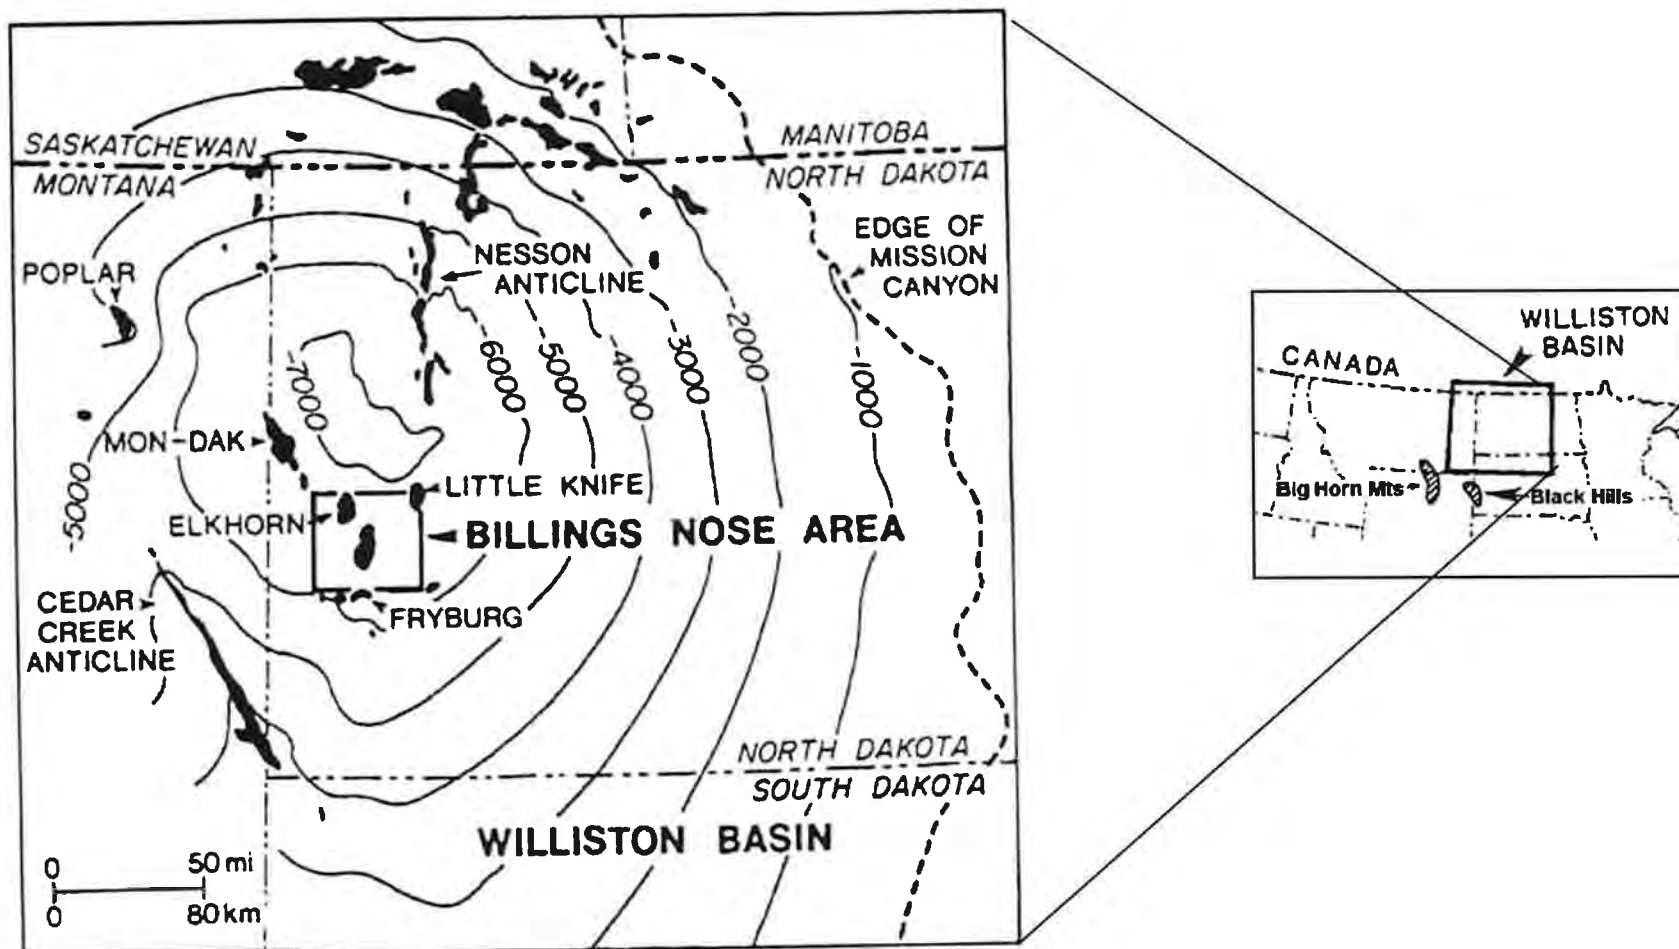 SASKATCHEWAN
MANITOBA
MONTANA
NORTH DAKOTA
EDGE OF
MISSION
CANYON
NESSON
ANTICLINE
POPLAR
-7000
-6000
-5000
-4000
-3000
-2000
-1000
-5000
MON-DAK
LITTLE KNIFE
ELKHORN
BILLINGS NOSE AREA
CEDAR
CREEK
ANTICLINE
FRYBURG
NORTH DAKOTA
SOUTH DAKOTA
WILLISTON BASIN
0 50 mi
0 80 km
WILLISTON
BASIN
CANADA
Big Horn Mts
Black Hills